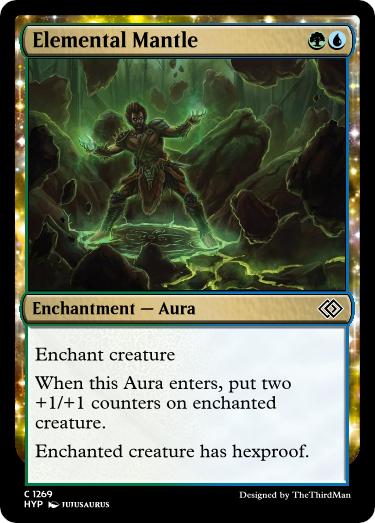 Elemental Mantle
Enchantment — Aura
Enchant creature
When this Aura enters, put two
+1/+1 counters on enchanted
creature.
Enchanted creature has hexproof.
C 1269
HYP JUJUSAURUS
Designed by TheThirdMan